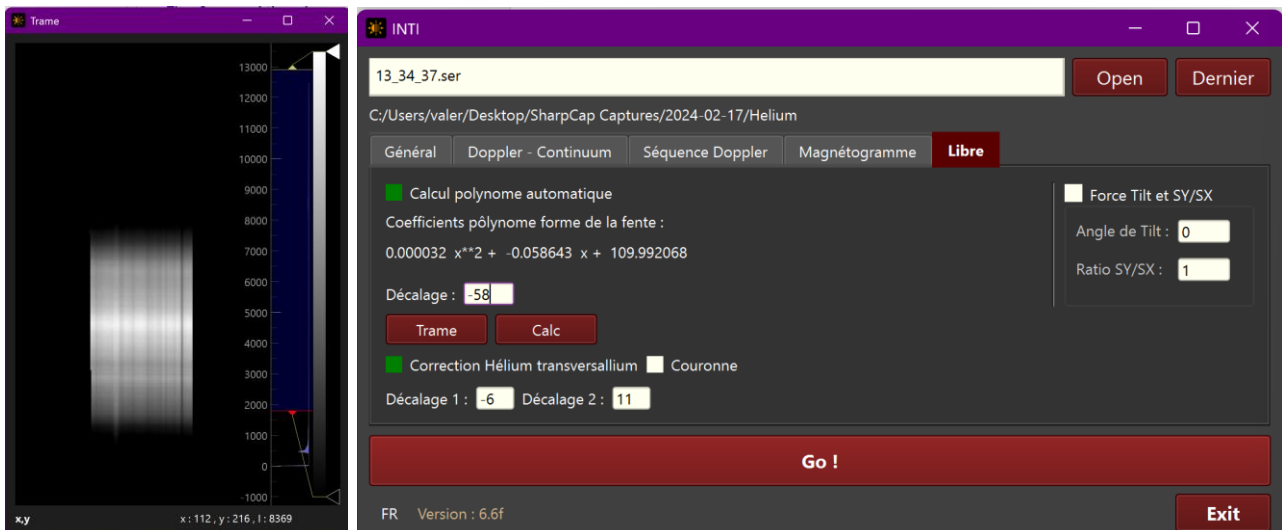 Trame
13000
12000
11000
10000
9000
8000
7000
6000
5000
4000
3000
2000
1000
0
-1000
x,y
x : 112 , y : 216 , I : 8369
INTI
13_34_37.ser
Open
Dernier
C:/Users/valer/Desktop/SharpCap Captures/2024-02-17/Helium
Général
Doppler - Continuum
Séquence Doppler
Magnétogramme
Libre
Calcul polynome automatique
Coefficients pôlynome forme de la fente :
0.000032 x**2 + -0.058643 x + 109.992068
Décalage : -58
Trame
Calc
Correction Hélium transversallium
Couronne
Décalage 1 : -6 Décalage 2 : 11
Force Tilt et SY/SX
Angle de Tilt : 0
Ratio SY/SX : 1
Go !
FR Version : 6.6f
Exit